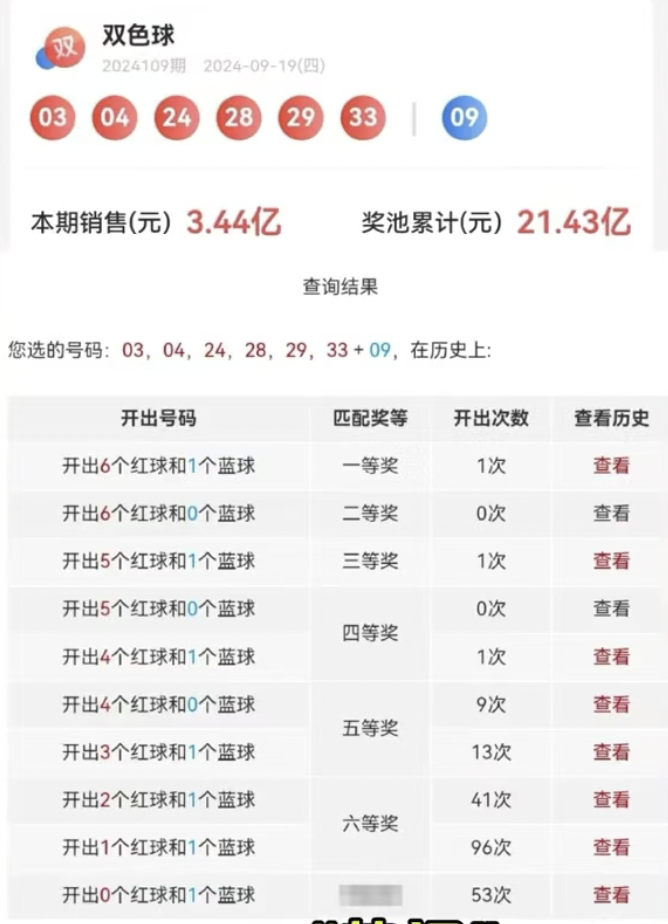 双
双色球
2024109期 2024-09-19(四)
03 04 24 28 29 33 09
本期销售(元) 3.44亿 奖池累计(元) 21.43亿
查询结果
您选的号码: 03, 04, 24, 28, 29, 33 + 09, 在历史上:
开出号码 匹配奖等 开出次数 查看历史
开出6个红球和1个蓝球 一等奖 1次 查看
开出6个红球和0个蓝球 二等奖 0次 查看
开出5个红球和1个蓝球 三等奖 1次 查看
开出5个红球和0个蓝球 0次 查看
四等奖
开出4个红球和1个蓝球 1次 查看
开出4个红球和0个蓝球 9次 查看
五等奖
开出3个红球和1个蓝球 13次 查看
开出2个红球和1个蓝球 41次 查看
六等奖
开出1个红球和1个蓝球 96次 查看
开出0个红球和1个蓝球 53次 查看